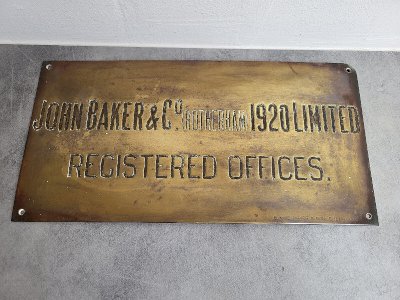 JOHN BAKER & Co (ROTHERHAM) 1920 LIMITED
REGISTERED OFFICES.